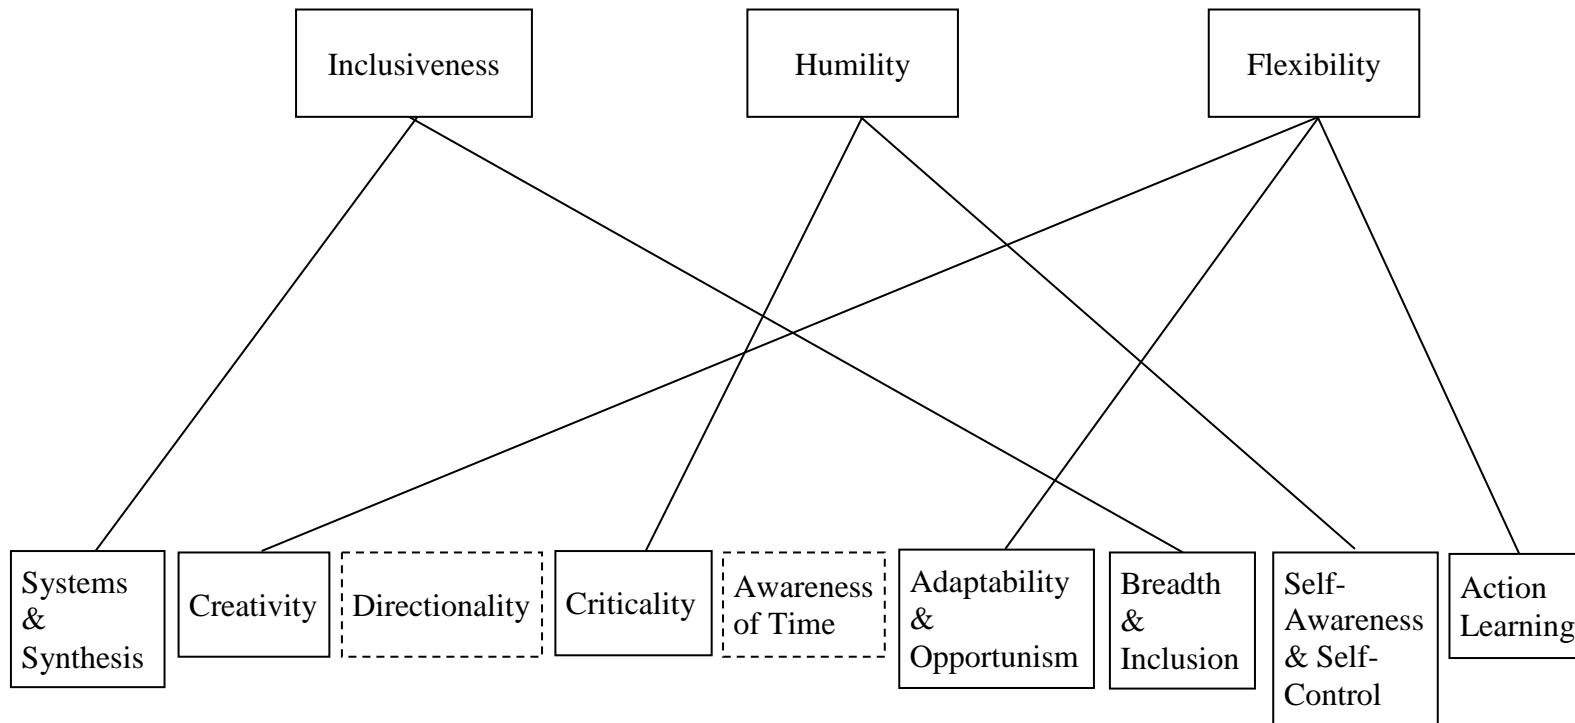 Inclusiveness
Humility
Flexibility
Systems
&
Synthesis
Creativity
Directionality
Criticality
Awareness
of Time
Adaptability
&
Opportunism
Breadth
&
Inclusion
Self-
Awareness
& Self-
Control
Action
Learning